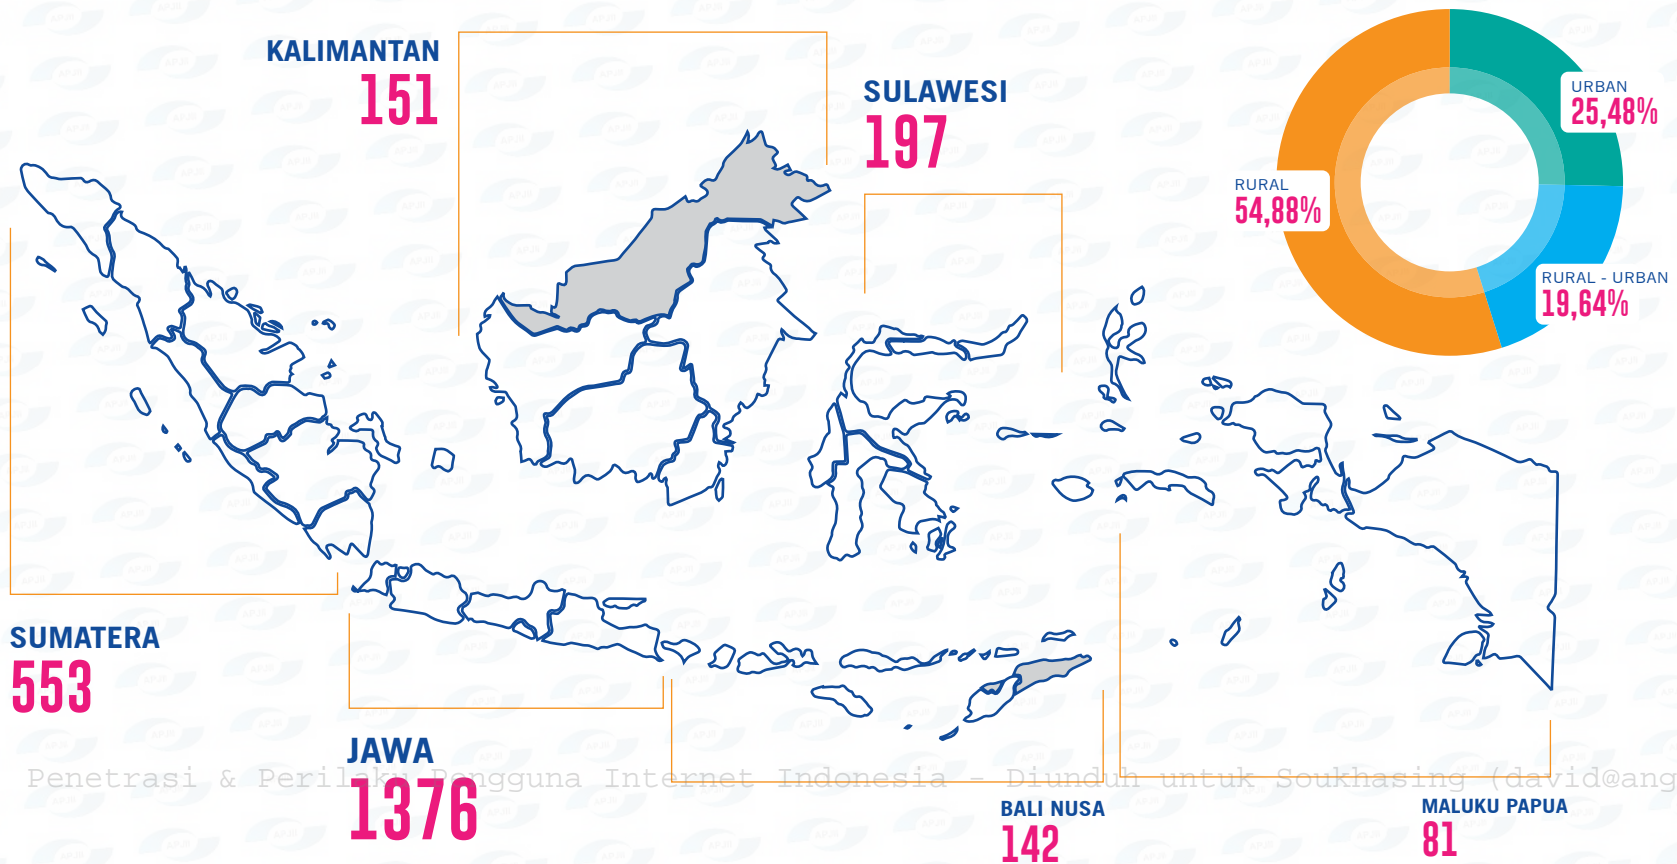 KALIMANTAN
151
SULAWESI
197
URBAN
25,48%
RURAL
54,88%
RURAL - URBAN
19,64%
SUMATERA
553
JAWA
1376
Penetrasi & Perilaku Pengguna Internet Indonesia - Diunduh untuk Soukhasing (david@ang
BALI NUSA
142
MALUKU PAPUA
81